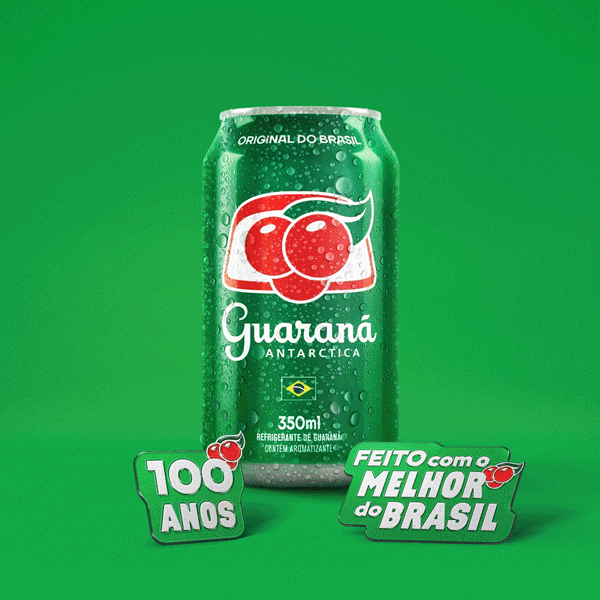 ORIGINAL DO BRASIL
Guaraná
ANTARCTICA
350ml
REFRIGERANTE DE GUARANÁ
CONTÉM AROMATIZANTE
100
ANOS
FEITO com o
MELHOR
do BRASIL